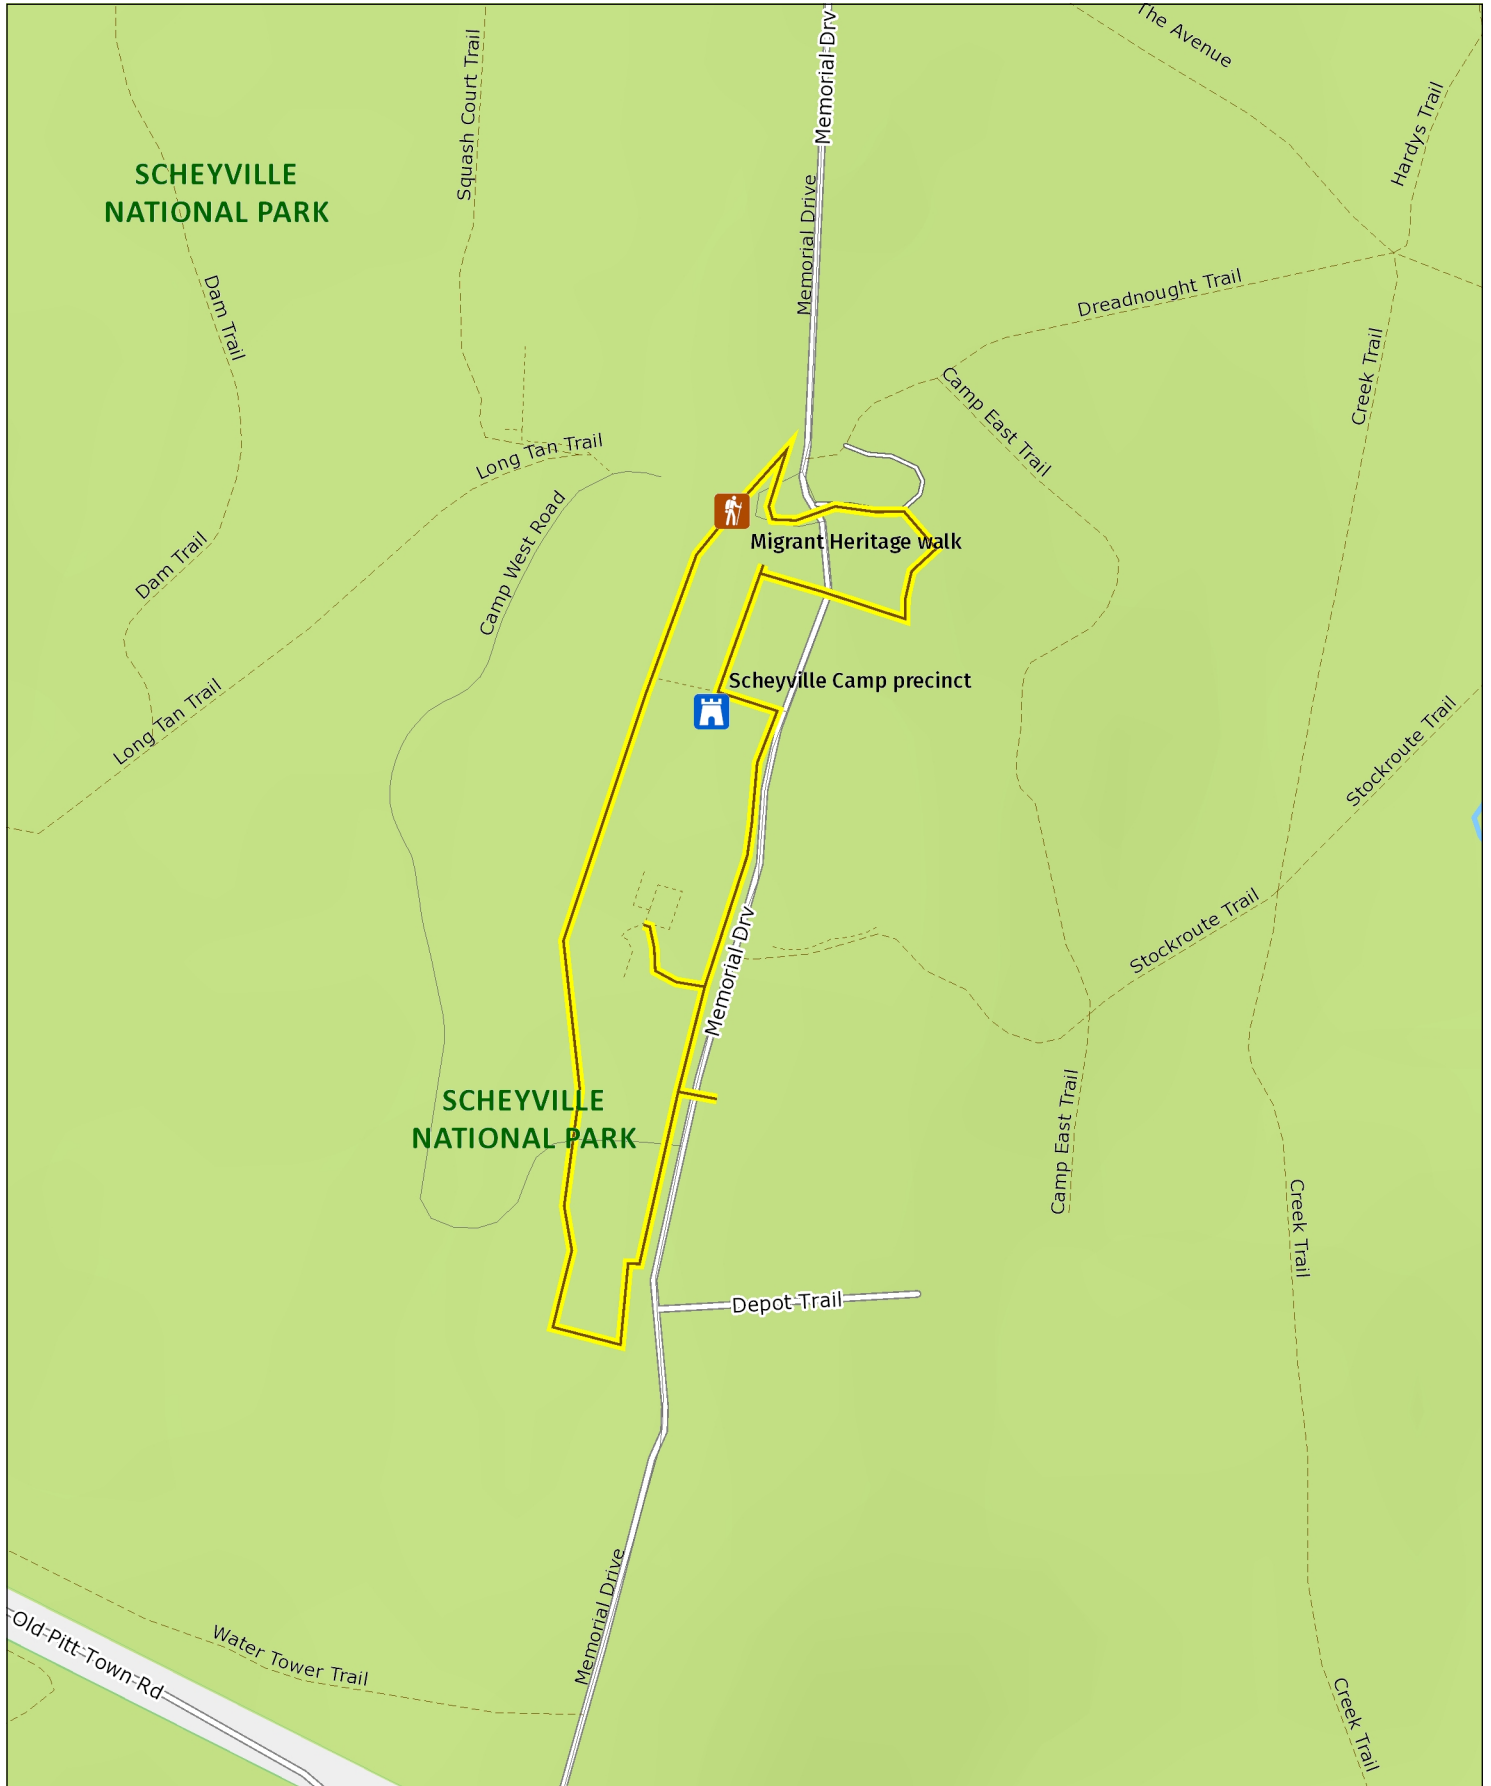 Memorial Drv
The Avenue
Squash Court Trail
Hardys Trail
SCHEYVILLE
NATIONAL PARK
Memorial Drive
Dam Trail
Dreadnought Trail
Creek Trail
Camp East Trail
Long Tan Trail
Camp West Road
Dam Trail
Migrant Heritage walk
Scheyville Camp precinct
Long Tan Trail
Stockroute Trail
Stockroute Trail
Memorial Drv
SCHEYVILLE
NATIONAL PARK
Camp East Trail
Creek Trail
Depot Trail
Memorial Drive
Water Tower Trail
Old Pitt Town Rd
Creek Trail